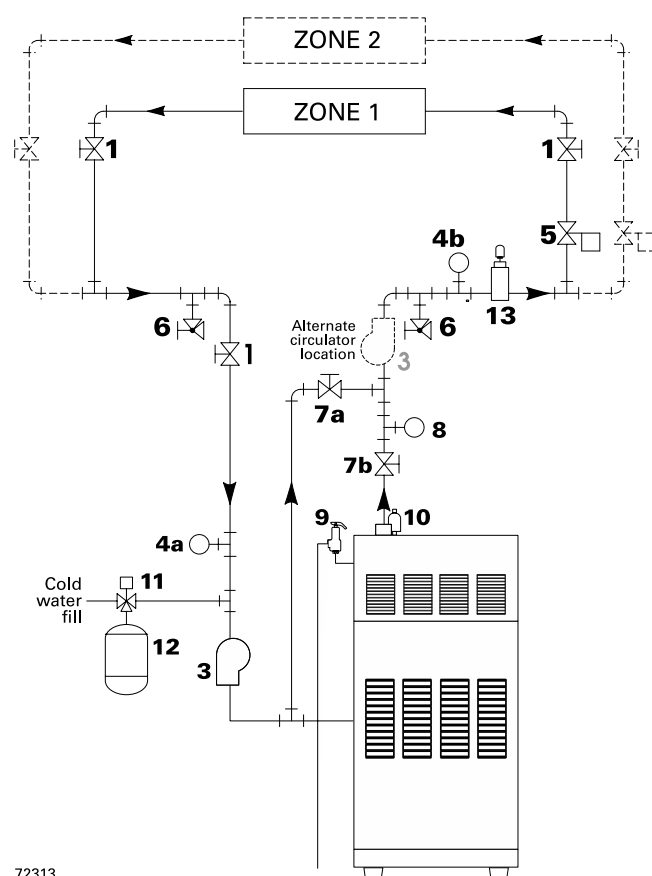 ZONE 2
ZONE 1
1
1
5
4b
6
6
13
Alternate
circulator
location
3
1
7a
8
7b
9
10
4a
11
Cold
water
fill
12
3
72313